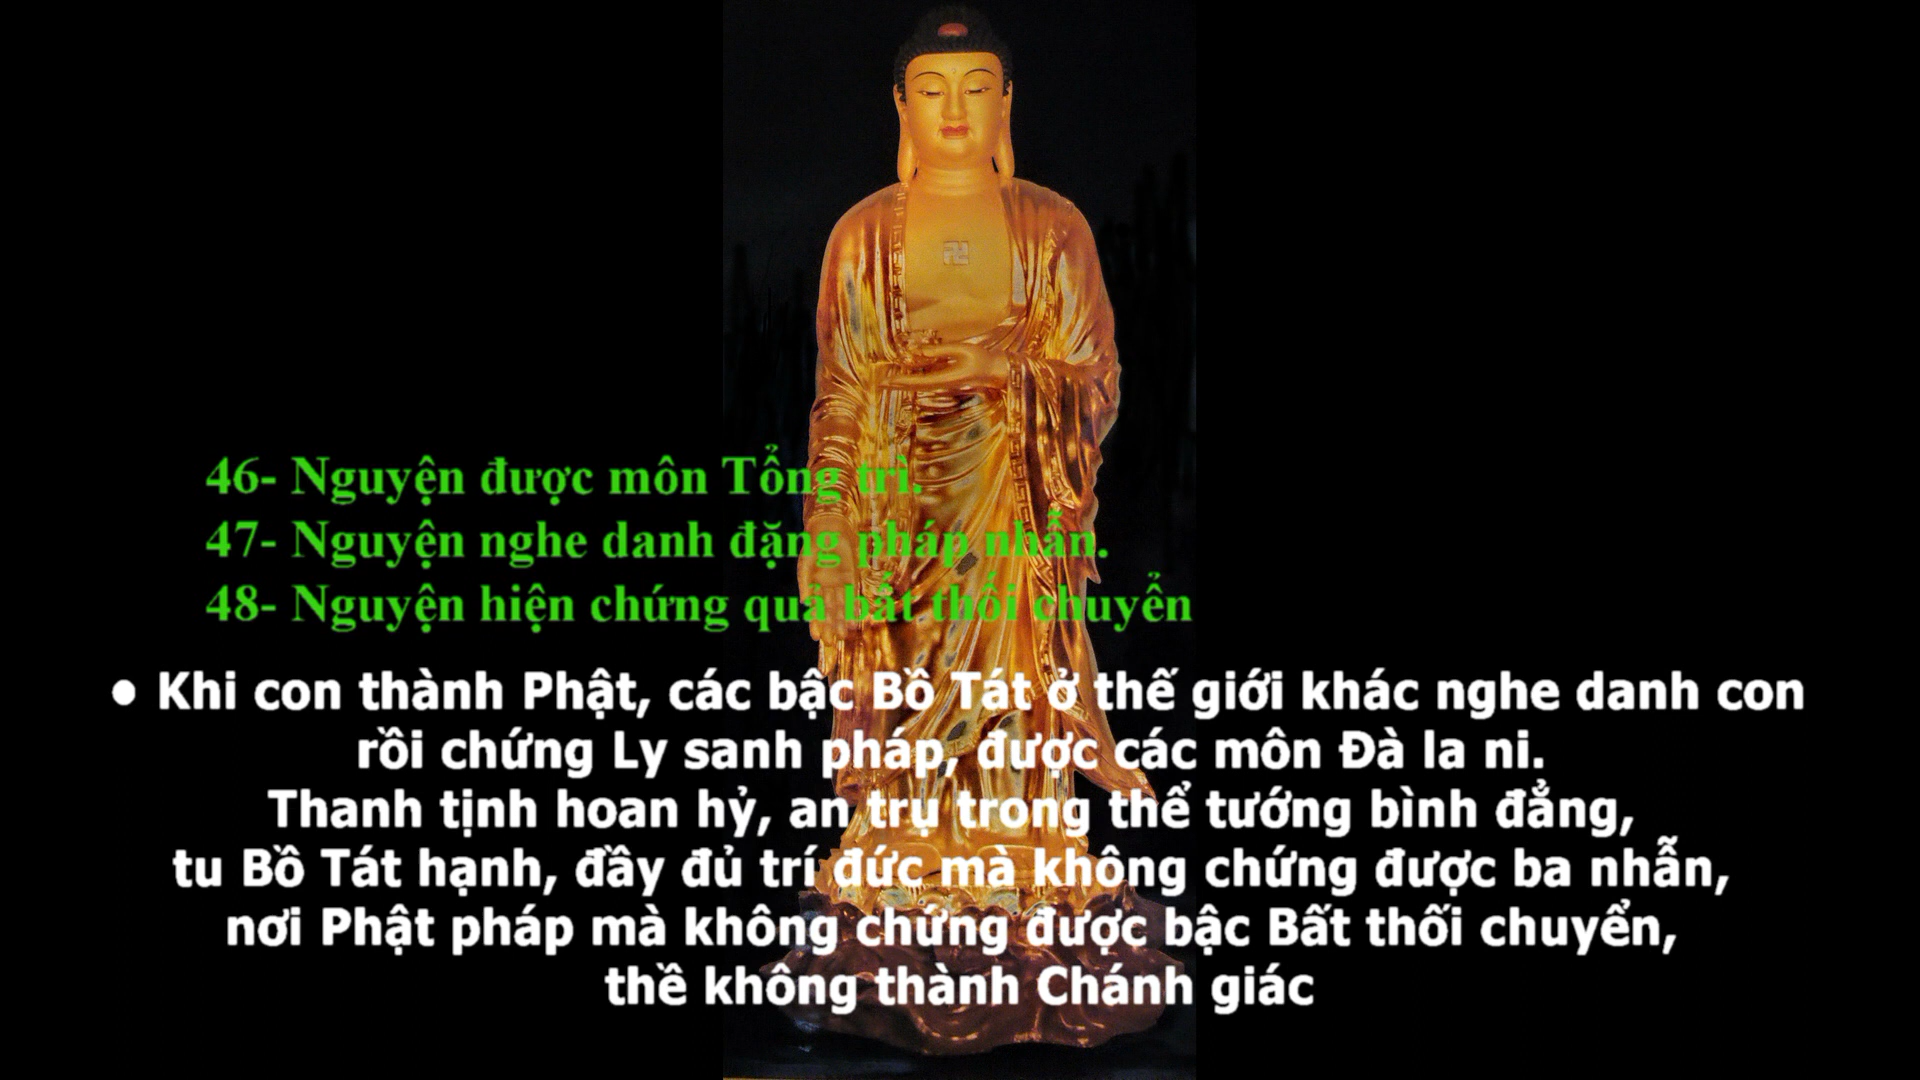 46- Nguyện được môn Tổng trì.
47- Nguyện nghe danh đặng pháp nhẫn.
48- Nguyện hiện chứng quả bất thối chuyển
• Khi con thành Phật, các bậc Bồ Tát ở thế giới khác nghe danh con
rồi chứng Ly sanh pháp, được các môn Đà la ni.
Thanh tịnh hoan hỷ, an trụ trong thể tướng bình đẳng,
tu Bồ Tát hạnh, đầy đủ trí đức mà không chứng được ba nhẫn,
nơi Phật pháp mà không chứng được bậc Bất thối chuyển,
thề không thành Chánh giác